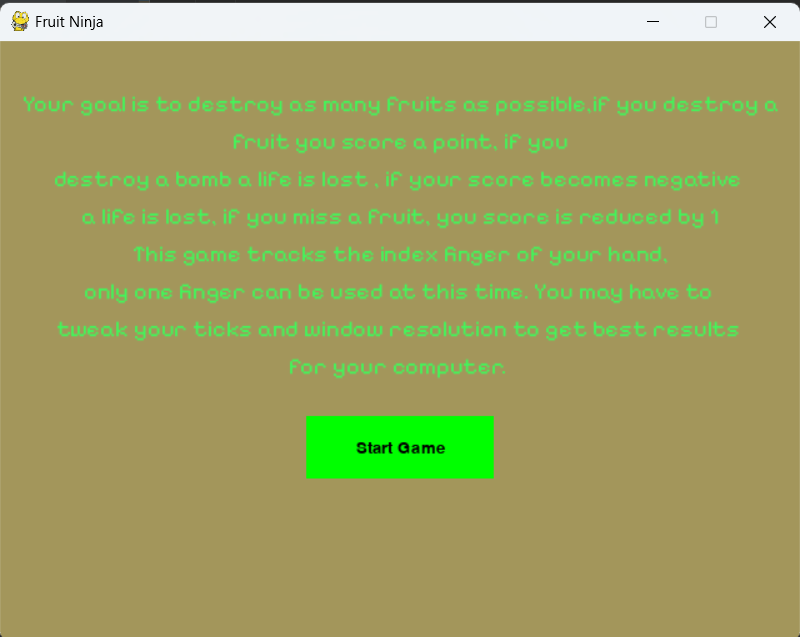 Fruit Ninja
Your goal is to destroy as many fruits as possible,if you destroy a
fruit you score a point, if you
destroy a bomb a life is lost , if your score becomes negative
a life is lost, if you miss a fruit, you score is reduced by 1
This game tracks the index finger of your hand,
only one finger can be used at this time. You may have to
tweak your ticks and window resolution to get best results
for your computer.
Start Game